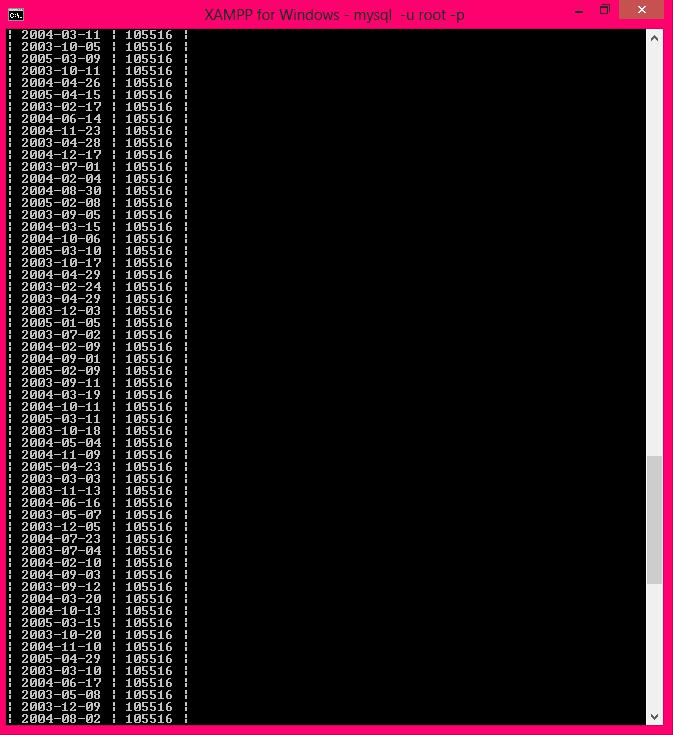 XAMPP for Windows - mysql -u root -p
| 2004-03-11 | 105516 |
| 2003-10-05 | 105516 |
| 2005-03-09 | 105516 |
| 2003-10-11 | 105516 |
| 2004-04-26 | 105516 |
| 2005-04-15 | 105516 |
| 2003-02-17 | 105516 |
| 2004-06-14 | 105516 |
| 2004-11-23 | 105516 |
| 2003-04-28 | 105516 |
| 2004-12-17 | 105516 |
| 2003-07-01 | 105516 |
| 2004-02-04 | 105516 |
| 2004-08-30 | 105516 |
| 2005-02-08 | 105516 |
| 2003-09-05 | 105516 |
| 2004-03-15 | 105516 |
| 2004-10-06 | 105516 |
| 2005-03-10 | 105516 |
| 2003-10-17 | 105516 |
| 2004-04-29 | 105516 |
| 2003-02-24 | 105516 |
| 2003-04-29 | 105516 |
| 2003-12-03 | 105516 |
| 2005-01-05 | 105516 |
| 2003-07-02 | 105516 |
| 2004-02-09 | 105516 |
| 2004-09-01 | 105516 |
| 2005-02-09 | 105516 |
| 2003-09-11 | 105516 |
| 2004-03-19 | 105516 |
| 2004-10-11 | 105516 |
| 2005-03-11 | 105516 |
| 2003-10-18 | 105516 |
| 2004-05-04 | 105516 |
| 2004-11-09 | 105516 |
| 2005-04-23 | 105516 |
| 2003-03-03 | 105516 |
| 2003-11-13 | 105516 |
| 2004-06-16 | 105516 |
| 2003-05-07 | 105516 |
| 2003-12-05 | 105516 |
| 2004-07-23 | 105516 |
| 2003-07-04 | 105516 |
| 2004-02-10 | 105516 |
| 2004-09-03 | 105516 |
| 2003-09-12 | 105516 |
| 2004-03-20 | 105516 |
| 2004-10-13 | 105516 |
| 2005-03-15 | 105516 |
| 2003-10-20 | 105516 |
| 2004-11-10 | 105516 |
| 2005-04-29 | 105516 |
| 2003-03-10 | 105516 |
| 2004-06-17 | 105516 |
| 2003-05-08 | 105516 |
| 2003-12-09 | 105516 |
| 2004-08-02 | 105516 |